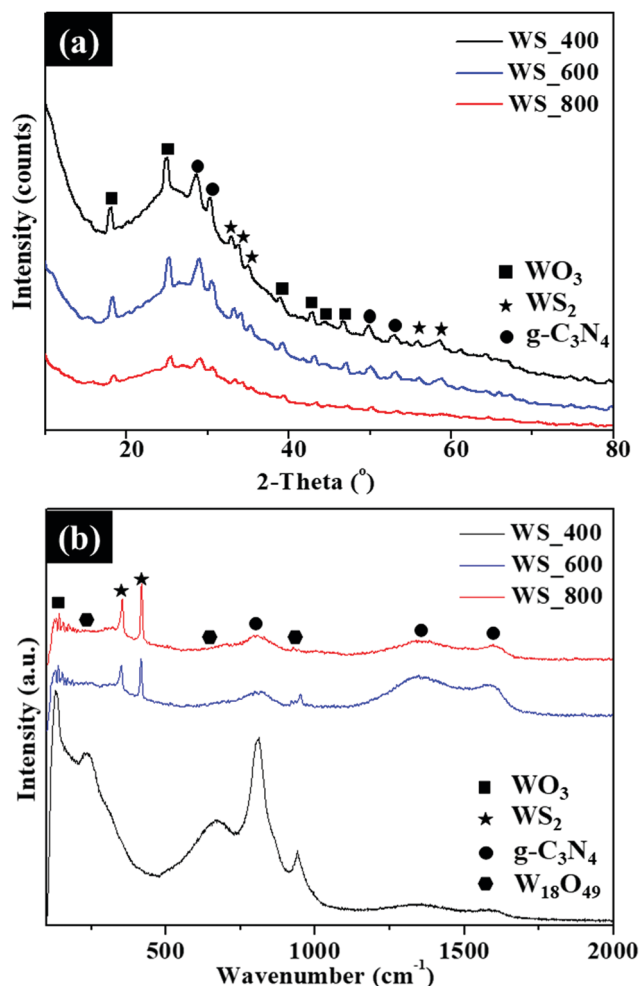 (a)
WS_400
WS_600
WS_800
WO₃
WS₂
g-C₃N₄
Intensity (counts)
20
40
60
80
2-Theta (°)
(b)
WS_400
WS_600
WS_800
WO₃
WS₂
g-C₃N₄
W₁₈O₄₉
Intensity (a.u.)
500
1000
1500
2000
Wavenumber (cm⁻¹)